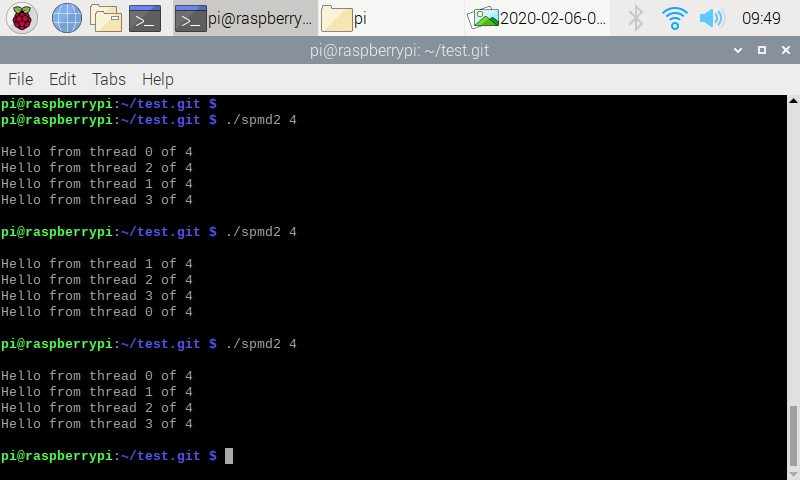 pi@raspberry... pi 2020-02-06-0... 09:49
pi@raspberrypi: ~/test.git
File Edit Tabs Help
pi@raspberrypi:~/test.git $
pi@raspberrypi:~/test.git $ ./spmd2 4
Hello from thread 0 of 4
Hello from thread 2 of 4
Hello from thread 1 of 4
Hello from thread 3 of 4
pi@raspberrypi:~/test.git $ ./spmd2 4
Hello from thread 1 of 4
Hello from thread 2 of 4
Hello from thread 3 of 4
Hello from thread 0 of 4
pi@raspberrypi:~/test.git $ ./spmd2 4
Hello from thread 0 of 4
Hello from thread 1 of 4
Hello from thread 2 of 4
Hello from thread 3 of 4
pi@raspberrypi:~/test.git $